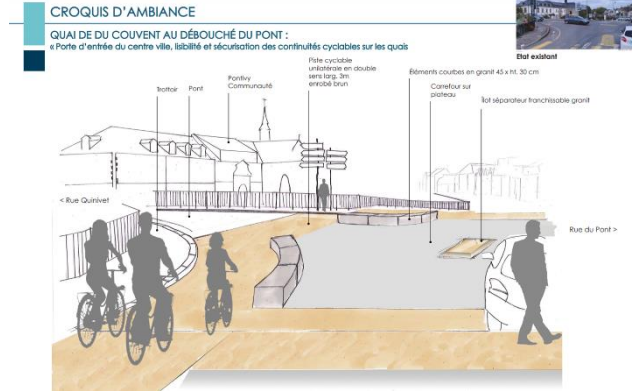 CROQUIS D'AMBIANCE
QUAI DE DU COUVENT AU DÉBOUCHÉ DU PONT :
« Porte d'entrée du centre ville, lisibilité et sécurisation des continuités cyclables sur les quais
Etat existant
Trottoir
Pont
Pontivy
Communauté
Piste cyclable
unilatérale en double
sens larg. 3m
enrobé brun
Éléments courbes en granit 45 x ht. 30 cm
Carrefour sur
plateau
Îlot séparateur franchissable granit
< Rue Quinivet
Rue du Pont >